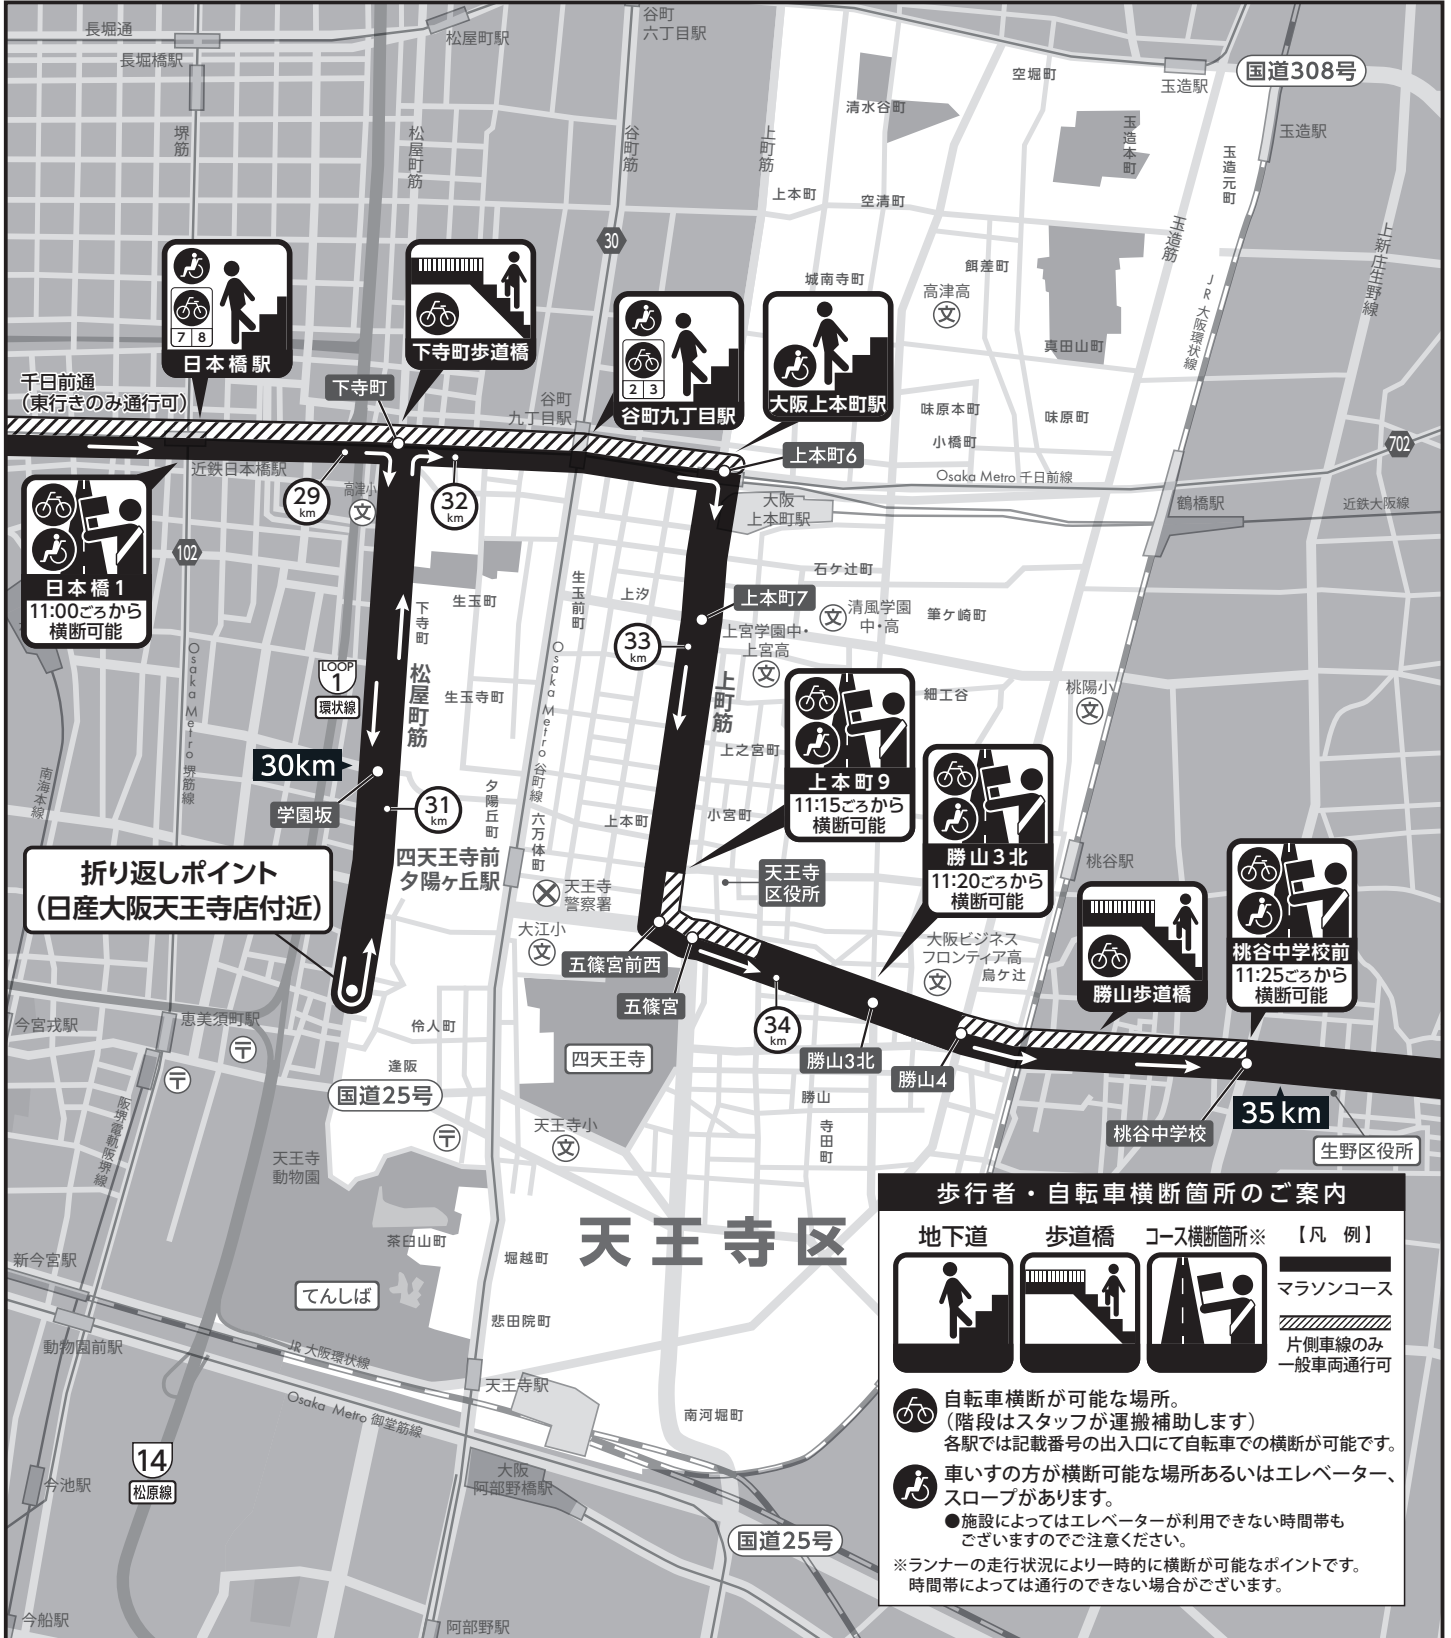 長堀通
長堀橋駅
松屋町駅
谷町
六丁目駅
堺筋
松屋町筋
谷町筋
上町筋
30
清水谷町
空堀町
玉造駅
国道308号
玉造駅
玉造本町
玉造元町
玉造筋
JR 大阪環状線
上新庄生野線
上本町
空清町
城南寺町
餌差町
高津高
文
真田山町
味原本町
味原町
小橋町
702
Osaka Metro 千日前線
鶴橋駅
近鉄大阪線
7 8
日本橋駅
下寺町歩道橋
2 3
谷町九丁目駅
大阪上本町駅
千日前通
(東行きのみ通行可)
下寺町
谷町
九丁目駅
上本町6
近鉄日本橋駅
大阪
上本町駅
29
km
高津小
文
32
km
日本橋1
11:00ごろから
横断可能
102
生玉町
下寺町
生玉前町
上汐
石ケ辻町
上本町7
文
清風学園
中・高
筆ケ崎町
上宮学園中・
上宮高
文
33
km
Osaka Metro 堺筋線
LOOP
1
環状線
松屋町筋
生玉寺町
Osaka Metro 谷町線
上町筋
上之宮町
細工谷
桃陽小
文
30km
学園坂
31
km
夕陽丘町
六万体町
上本町
小宮町
上本町9
11:15ごろから
横断可能
勝山3北
11:20ごろから
横断可能
南海本線
折り返しポイント
(日産大阪天王寺店付近)
四天王寺前
夕陽ヶ丘駅
天王寺
警察署
天王寺
区役所
桃谷駅
勝山歩道橋
桃谷中学校前
11:25ごろから
横断可能
大江小
文
五篠宮前西
五篠宮
大阪ビジネス
フロンティア高
文
烏ケ辻
34
km
勝山3北
勝山4
今宮戎駅
恵美須町駅
伶人町
四天王寺
逢阪
国道25号
勝山
寺田町
天王寺小
文
桃谷中学校
35km
生野区役所
阪堺電軌阪堺線
天王寺
動物園
茶臼山町
天王寺区
堀越町
てんしば
悲田院町
新今宮駅
動物園前駅
JR 大阪環状線
Osaka Metro 御堂筋線
天王寺駅
南河堀町
14
松原線
今池駅
大阪
阿部野橋駅
国道25号
今船駅
阿部野駅
歩行者・自転車横断箇所のご案内
地下道
歩道橋
コース横断箇所※
【凡 例】
マラソンコース
片側車線のみ
一般車両通行可
自転車横断が可能な場所。
(階段はスタッフが運搬補助します)
各駅では記載番号の出入口にて自転車での横断が可能です。
車いすの方が横断可能な場所あるいはエレベーター、
スロープがあります。
●施設によってはエレベーターが利用できない時間帯も
ございますのでご注意ください。
※ランナーの走行状況により一時的に横断が可能なポイントです。
時間帯によっては通行のできない場合がございます。